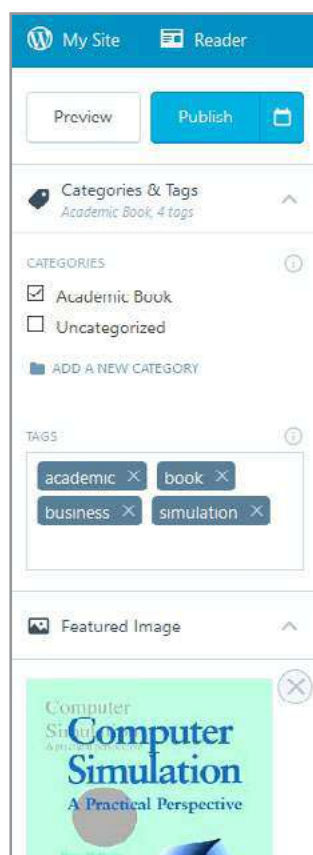 My Site Reader
Preview Publish
Categories & Tags
Academic Book, 4 tags
CATEGORIES
Academic Book
Uncategorized
ADD A NEW CATEGORY
TAGS
academic × book ×
business × simulation ×
Featured Image
Computer
Simulation
Computer
Simulation
A Practical Perspective